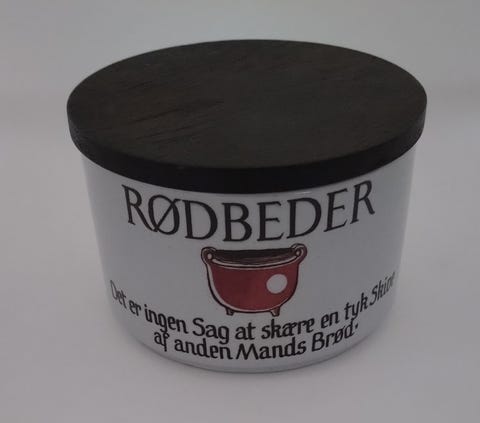 RØDBEDER
Det er ingen Sag at skære en tyk Skive
af anden Mands Brød.